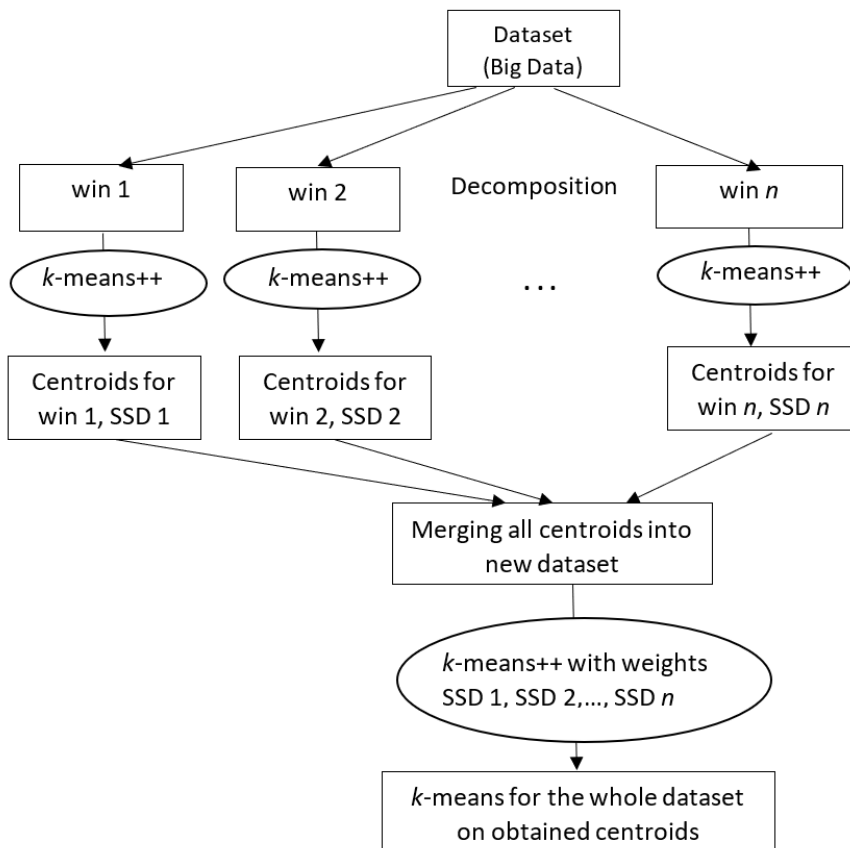 Dataset
(Big Data)
win 1
win 2
Decomposition
win n
k-means++
k-means++
...
k-means++
Centroids for
win 1, SSD 1
Centroids for
win 2, SSD 2
Centroids for
win n, SSD n
Merging all centroids into
new dataset
k-means++ with weights
SSD 1, SSD 2,..., SSD n
k-means for the whole dataset
on obtained centroids